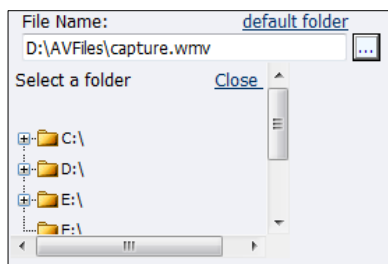 File Name: default folder
D:\AVFiles\capture.wmv ...
Select a folder Close
C:\
D:\
E:\
F:\